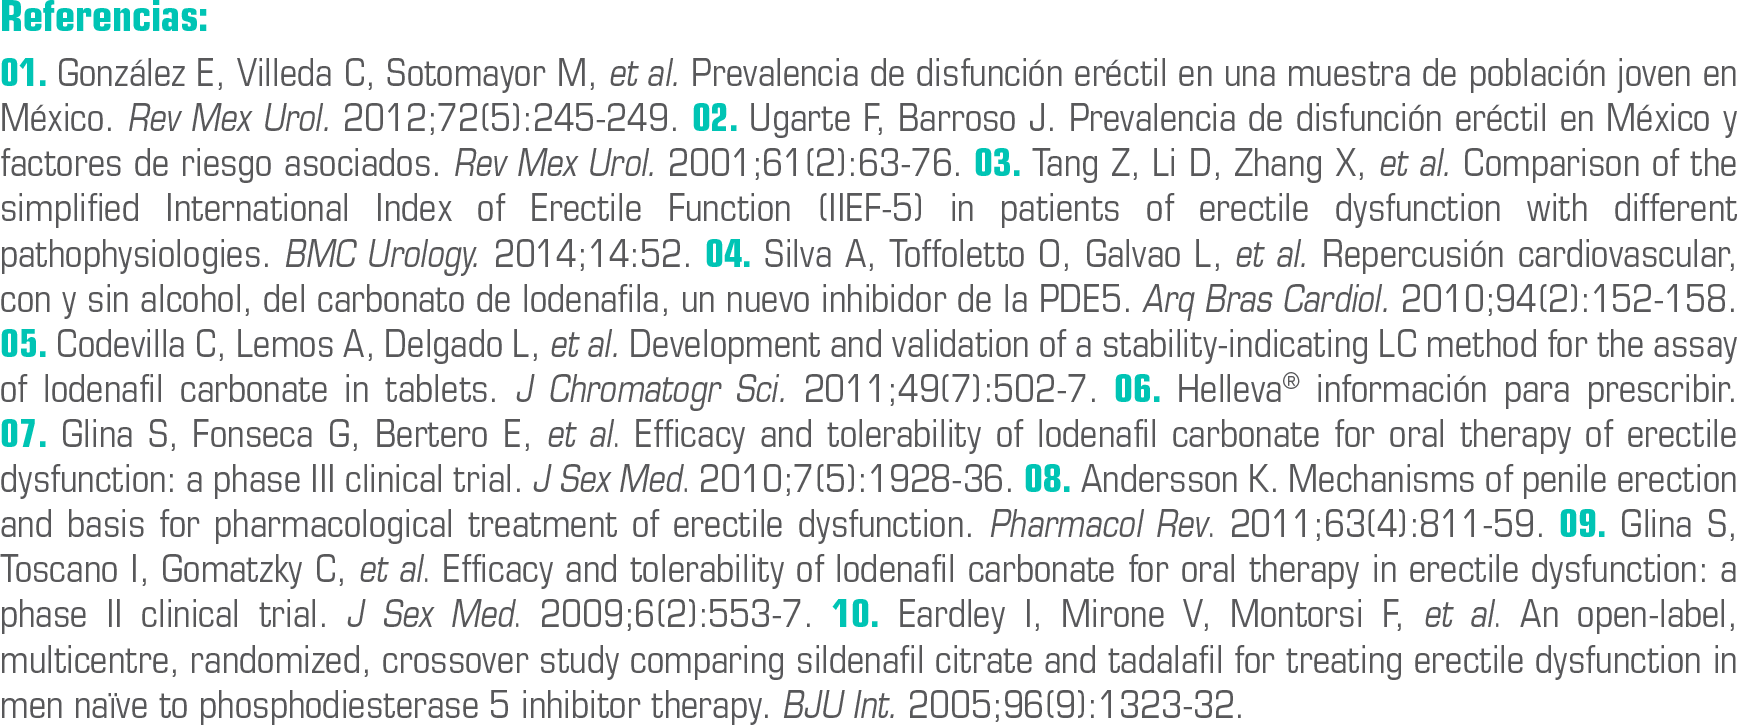 Referencias:
01. González E, Villeda C, Sotomayor M, et al. Prevalencia de disfunción eréctil en una muestra de población joven en
México. Rev Mex Urol. 2012;72(5):245-249. 02. Ugarte F, Barroso J. Prevalencia de disfunción eréctil en México y
factores de riesgo asociados. Rev Mex Urol. 2001;61(2):63-76. 03. Tang Z, Li D, Zhang X, et al. Comparison of the
simplified International Index of Erectile Function (IIEF-5) in patients of erectile dysfunction with different
pathophysiologies. BMC Urology. 2014;14:52. 04. Silva A, Toffoletto O, Galvao L, et al. Repercusión cardiovascular,
con y sin alcohol, del carbonato de lodenafila, un nuevo inhibidor de la PDE5. Arq Bras Cardiol. 2010;94(2):152-158.
05. Codevilla C, Lemos A, Delgado L, et al. Development and validation of a stability-indicating LC method for the assay
of lodenafil carbonate in tablets. J Chromatogr Sci. 2011;49(7):502-7. 06. Helleva® información para prescribir.
07. Glina S, Fonseca G, Bertero E, et al. Efficacy and tolerability of lodenafil carbonate for oral therapy of erectile
dysfunction: a phase III clinical trial. J Sex Med. 2010;7(5):1928-36. 08. Andersson K. Mechanisms of penile erection
and basis for pharmacological treatment of erectile dysfunction. Pharmacol Rev. 2011;63(4):811-59. 09. Glina S,
Toscano I, Gomatzky C, et al. Efficacy and tolerability of lodenafil carbonate for oral therapy in erectile dysfunction: a
phase II clinical trial. J Sex Med. 2009;6(2):553-7. 10. Eardley I, Mirone V, Montorsi F, et al. An open-label,
multicentre, randomized, crossover study comparing sildenafil citrate and tadalafil for treating erectile dysfunction in
men naïve to phosphodiesterase 5 inhibitor therapy. BJU Int. 2005;96(9):1323-32.